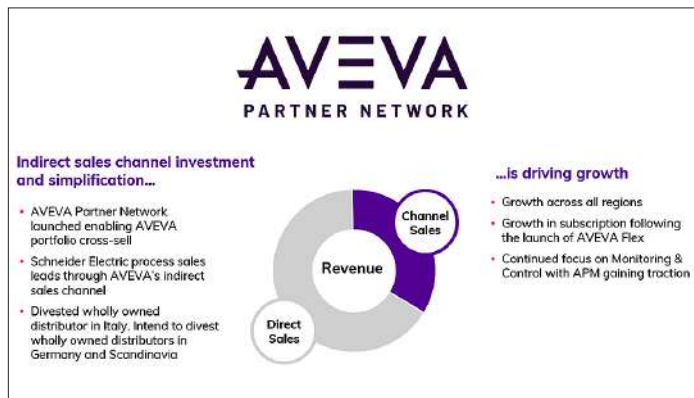 AVEVA
PARTNER NETWORK
Indirect sales channel investment
and simplification...
• AVEVA Partner Network
launched enabling AVEVA
portfolio cross-sell
• Schneider Electric process sales
leads through AVEVA's indirect
sales channel
• Divested wholly owned
distributor in Italy. Intend to divest
wholly owned distributors in
Germany and Scandinavia
Channel
Sales
Revenue
Direct
Sales
...is driving growth
• Growth across all regions
• Growth in subscription following
the launch of AVEVA Flex
• Continued focus on Monitoring &
Control with APM gaining traction